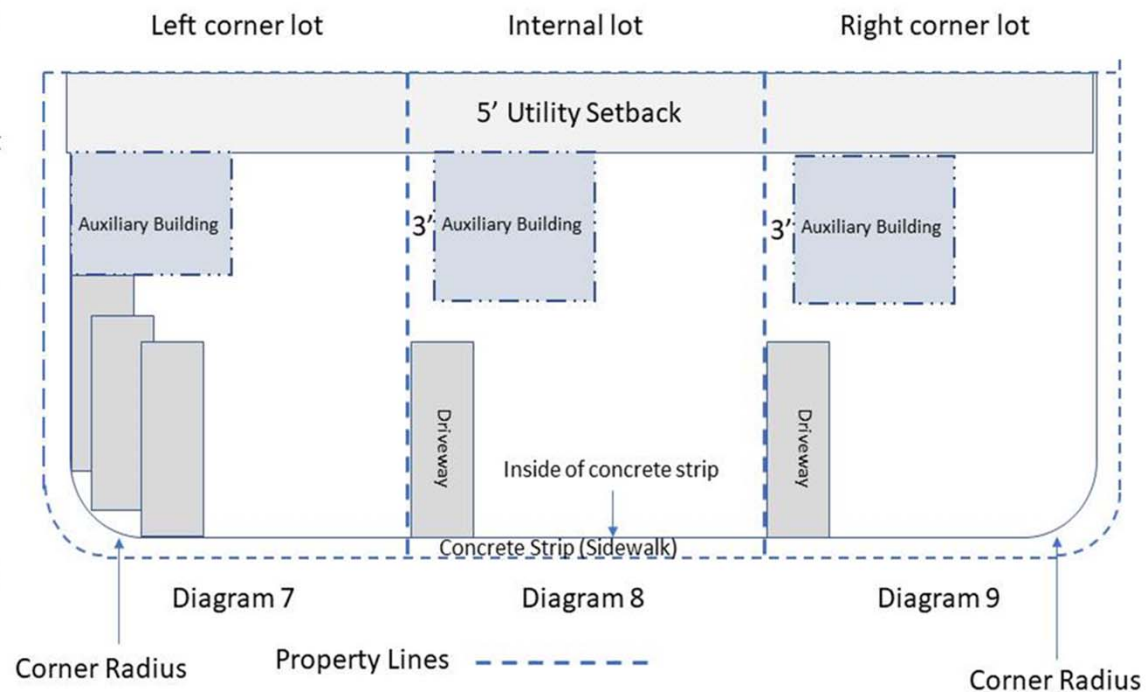 Left corner lot
Internal lot
Right corner lot
5’ Utility Setback
Auxiliary Building
3’
Auxiliary Building
3’
Auxiliary Building
Driveway
Driveway
Inside of concrete strip
Concrete Strip (Sidewalk)
Diagram 7
Diagram 8
Diagram 9
Corner Radius
Property Lines
Corner Radius